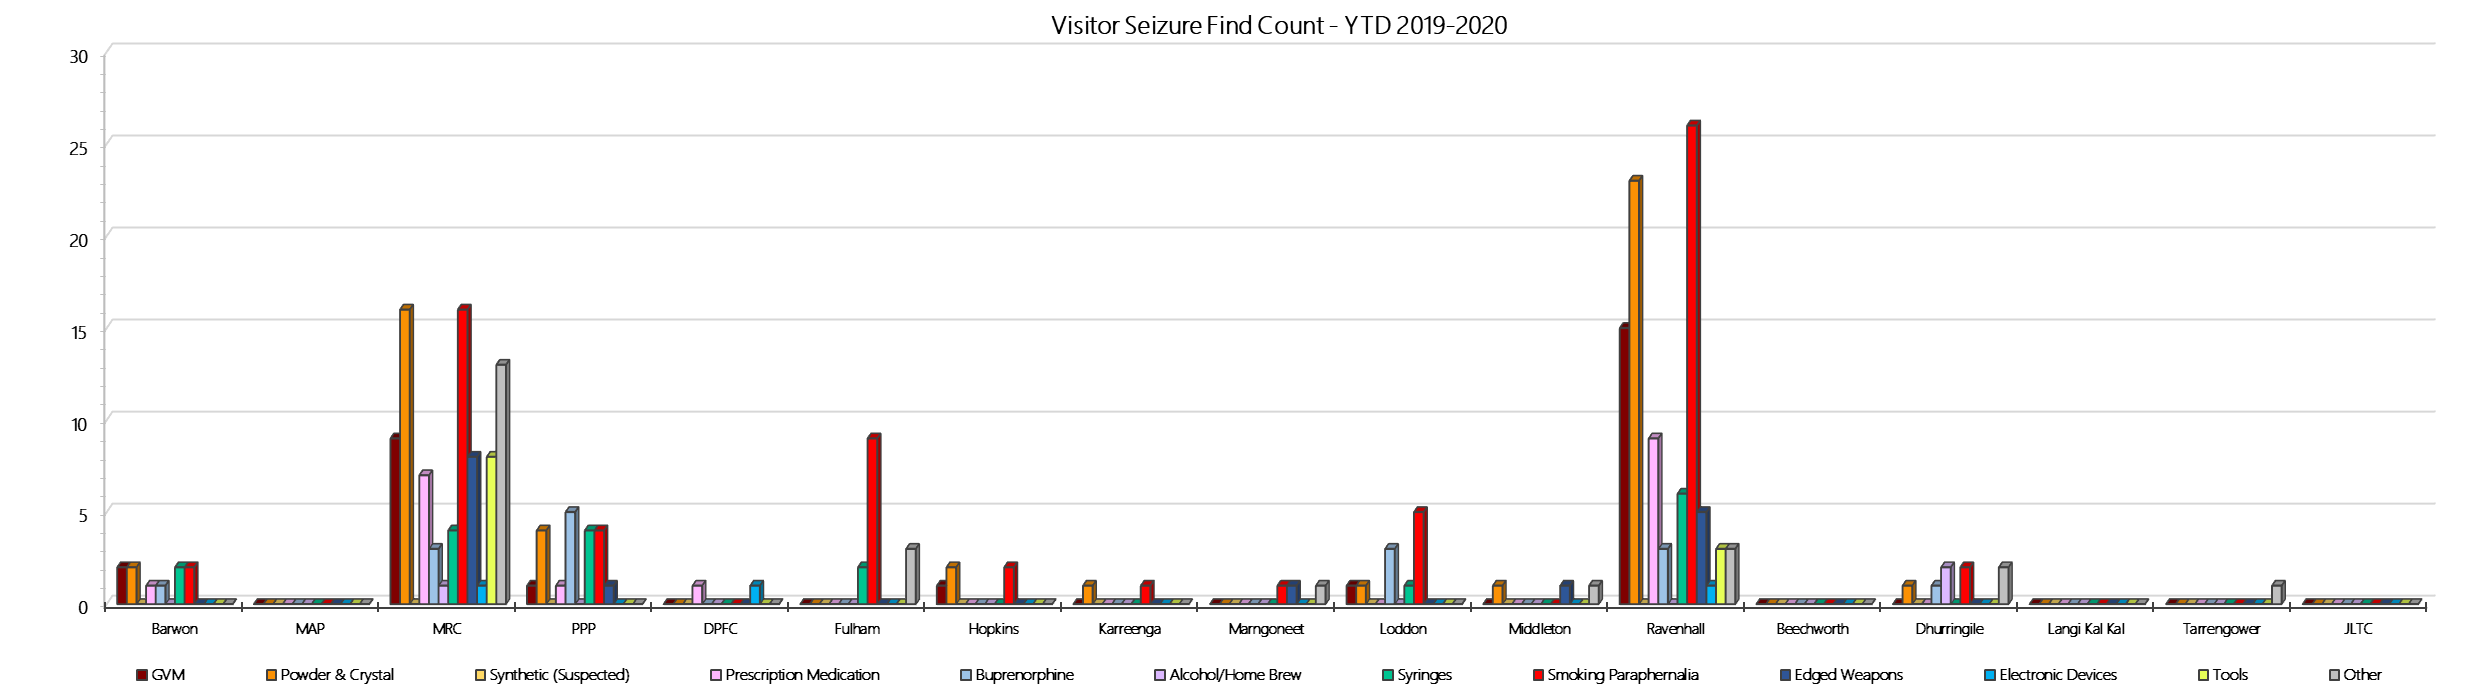 Visitor Seizure Find Count - YTD 2019-2020
30
25
20
15
10
5
0
Barwon MAP MRC PPP DPFC Fulham Hopkins Karreenga Marngoneet Loddon Middleton Ravenhall Beechworth Dhurringile Langi Kal Kal Tarrengower JLTC
GVM Powder & Crystal Synthetic (Suspected) Prescription Medication Buprenorphine Alcohol/Home Brew Syringes Smoking Paraphernalia Edged Weapons Electronic Devices Tools Other